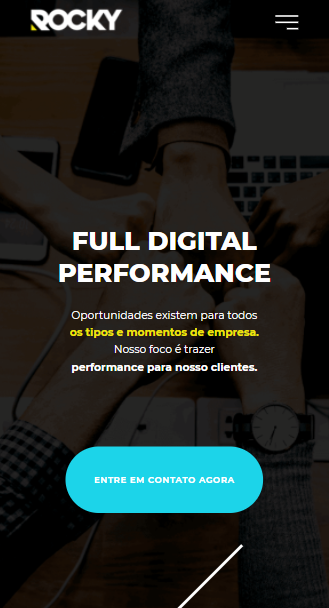 ROCKY
FULL DIGITAL
PERFORMANCE
Oportunidades existem para todos
os tipos e momentos de empresa.
Nosso foco é trazer
performance para nosso clientes.
ENTRE EM CONTATO AGORA